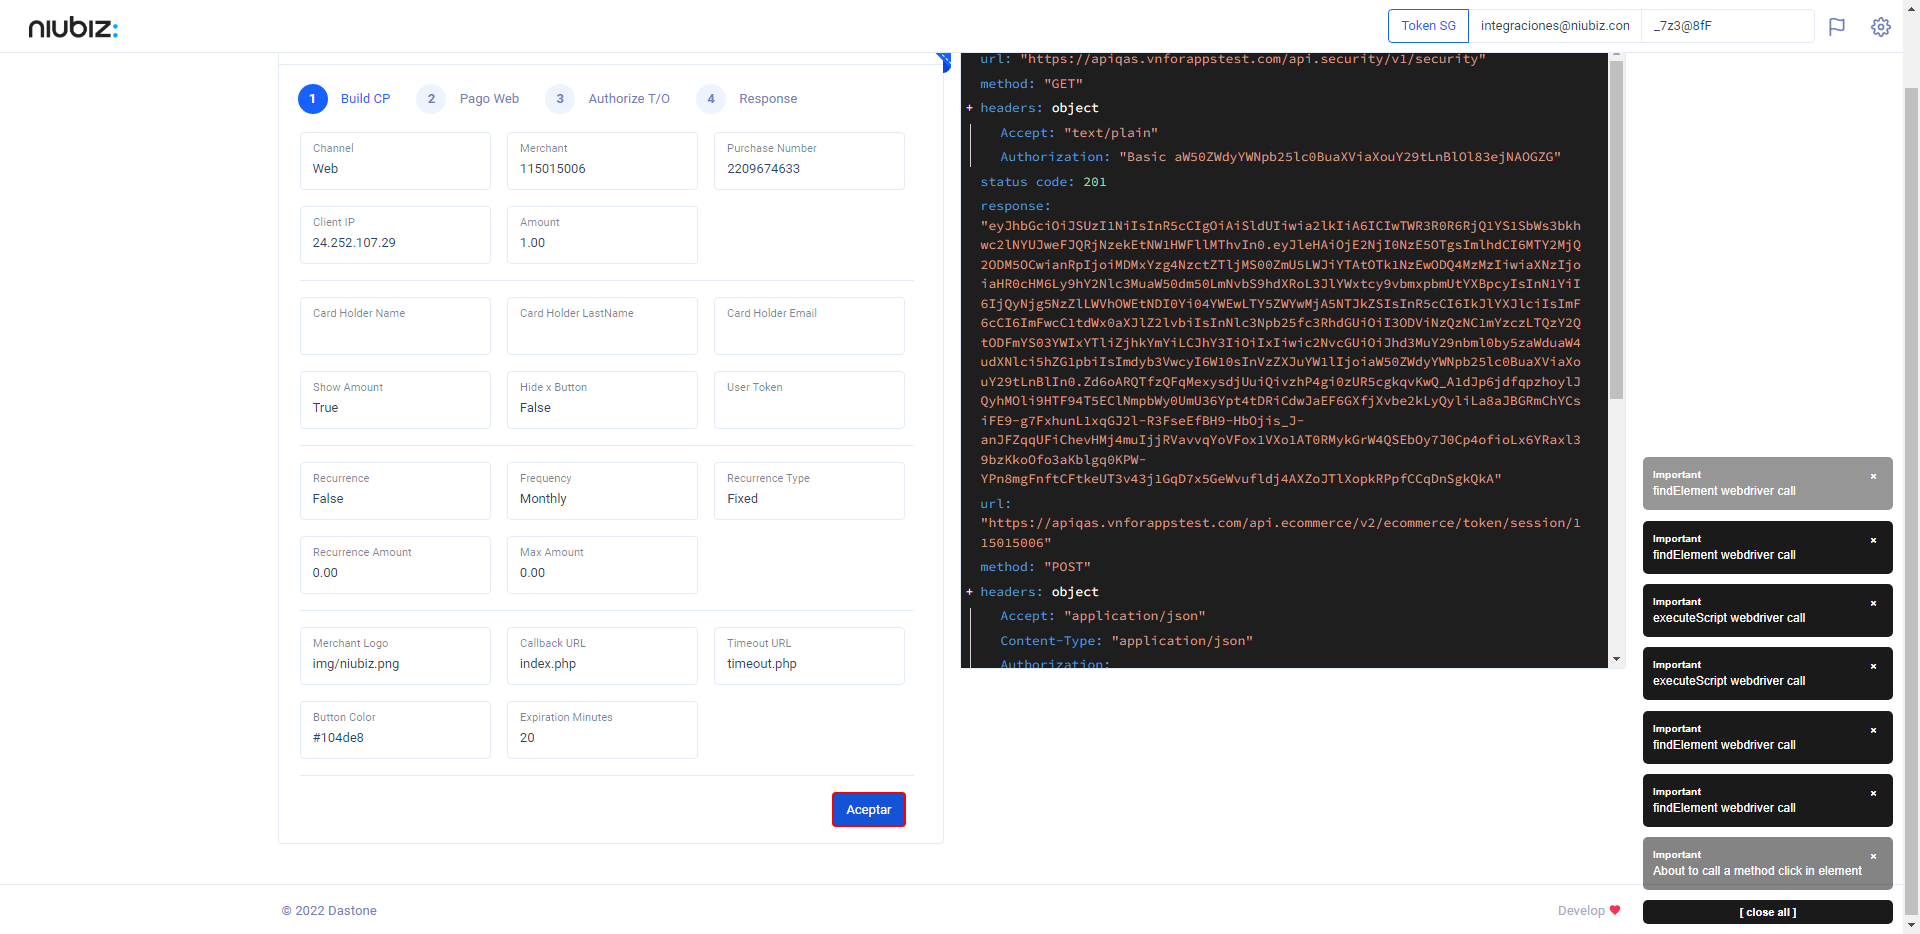 niubiz:
Token SG
integraciones@niubiz.con
_7z3@8fF
1 Build CP
2 Pago Web
3 Authorize T/O
4 Response
Channel
Web
Merchant
115015006
Purchase Number
2209674633
Client IP
24.252.107.29
Amount
1.00
Card Holder Name
Card Holder LastName
Card Holder Email
Show Amount
True
Hide x Button
False
User Token
Recurrence
False
Frequency
Monthly
Recurrence Type
Fixed
Recurrence Amount
0.00
Max Amount
0.00
Merchant Logo
img/niubiz.png
Callback URL
index.php
Timeout URL
timeout.php
Button Color
#104de8
Expiration Minutes
20
Aceptar
url: "https://apiqas.vnforappstest.com/api.security/v1/security"
method: "GET"
+ headers: object
Accept: "text/plain"
Authorization: "Basic aW50ZWdyYWNpb25lc0BuaXViaXouY29tLnBlOl83ejNAOGZG"
status code: 201
response:
url:
"https://apiqas.vnforappstest.com/api.ecommerce/v2/ecommerce/token/session/1
15015006"
method: "POST"
+ headers: object
Accept: "application/json"
Content-Type: "application/json"
Authorization:
Important ×
findElement webdriver call
Important ×
findElement webdriver call
Important ×
executeScript webdriver call
Important ×
executeScript webdriver call
Important ×
findElement webdriver call
Important ×
findElement webdriver call
Important ×
About to call a method click in element
[ close all ]
© 2022 Dastone
Develop